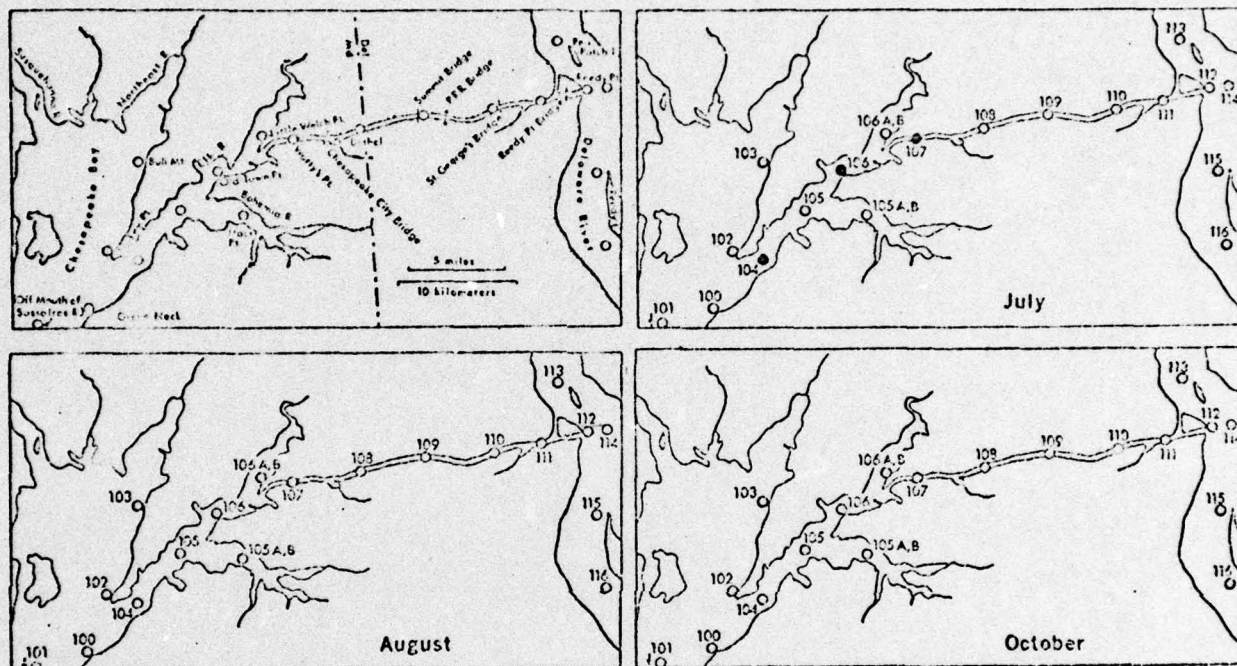 Susquehanna R.
Northeast R.
Chesapeake Bay
Bull Mt.
Elk R.
Old Town Pt.
Little Welch Pt.
Bethel
Chesapeake City Bridge
Bohemia R.
Summit Bridge
P.R.R. Bridge
St. George's Bridge
Reedy Pt. Bridge
Reedy Pt.
Delaware River
5 miles
10 kilometers
Off Mouth of
Sassafras R.
Grove Neck
113
112
114
110
111
109
108
106 A, B
107
103
106
115
105
105 A, B
116
102
104
100
101
July
113
112
114
110
111
109
108
106 A, B
107
103
106
115
105
105 A, B
116
102
104
100
101
August
113
112
114
110
111
109
108
106 A, B
107
103
106
115
105
105 A, B
116
102
104
100
101
October